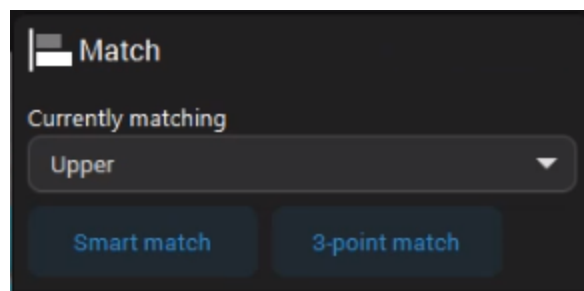 Match
Currently matching
Upper
Smart match
3-point match